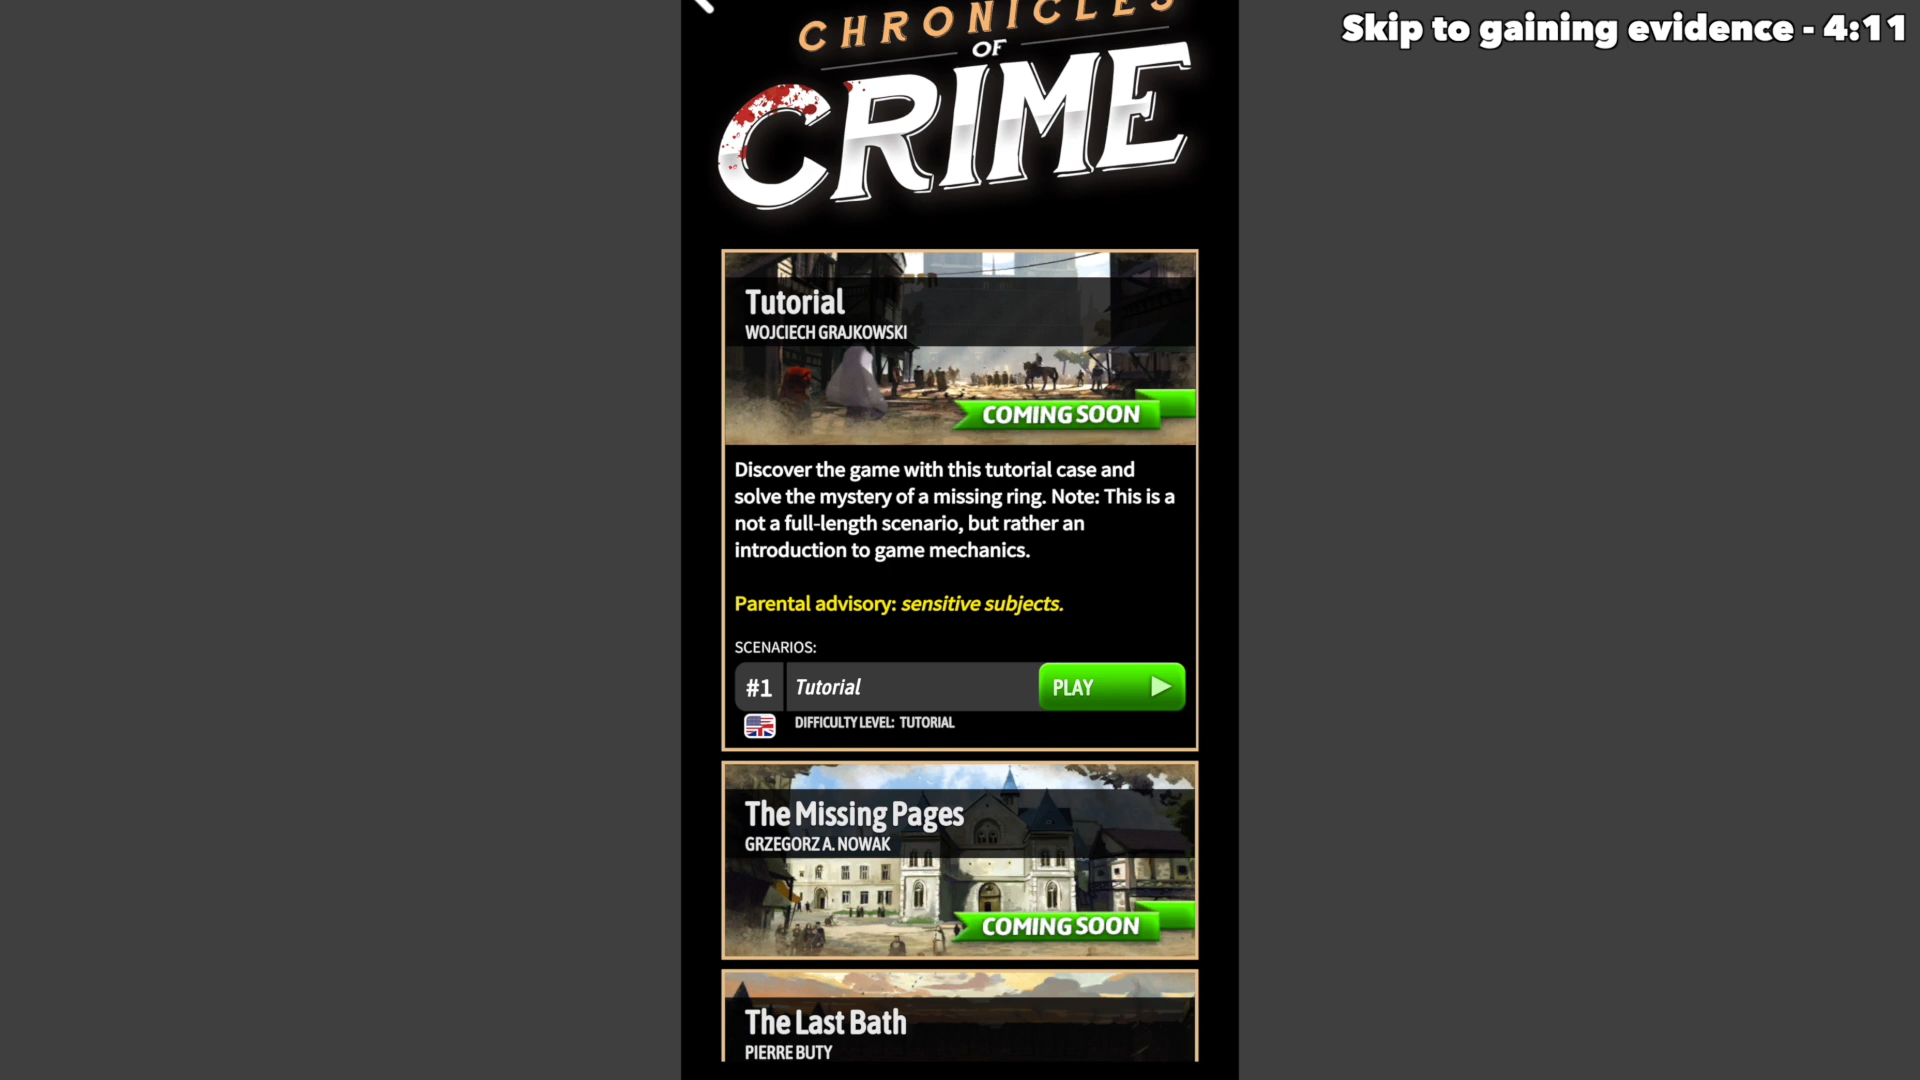 Skip to gaining evidence - 4:11
CHRONICLES
OF
CRIME
Tutorial
WOJCIECH GRAJKOWSKI
COMING SOON
Discover the game with this tutorial case and
solve the mystery of a missing ring. Note: This is a
not a full-length scenario, but rather an
introduction to game mechanics.
Parental advisory: sensitive subjects.
SCENARIOS:
#1 Tutorial PLAY
DIFFICULTY LEVEL: TUTORIAL
The Missing Pages
GRZEGORZ A. NOWAK
COMING SOON
The Last Bath
PIERRE BUTY